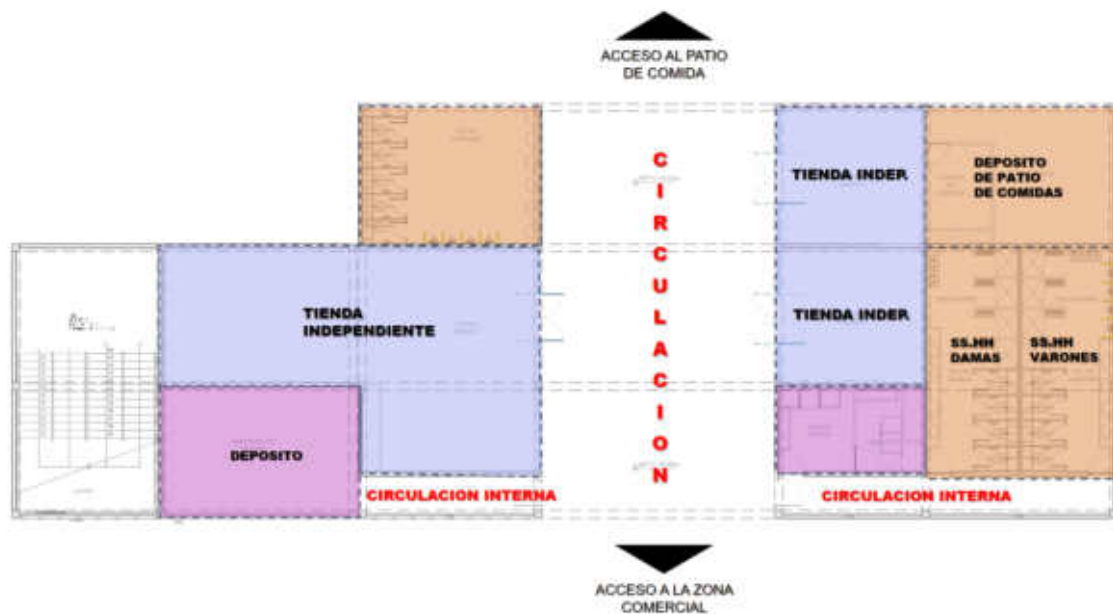 ACCESO AL PATIO
DE COMIDA
TIENDA INDEP.
DEPOSITO
DE PATIO
DE COMIDAS
CIRCULACION
TIENDA
INDEPENDIENTE
TIENDA INDEP.
SS.HH
DAMAS
SS.HH
VARONES
DEPOSITO
CIRCULACION INTERNA
CIRCULACION INTERNA
ACCESO A LA ZONA
COMERCIAL